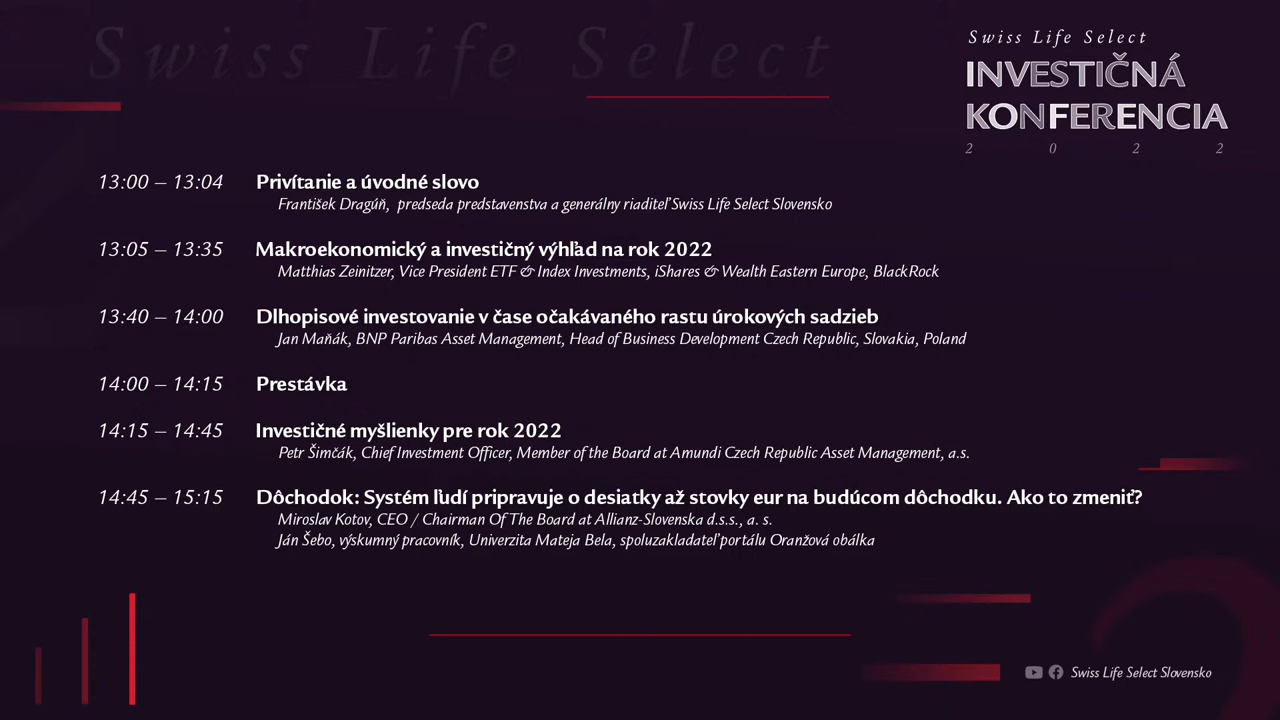 Swiss Life Select
Swiss Life Select
INVESTIČNÁ
KONFERENCIA
2 0 2 2
13:00 – 13:04 Privítanie a úvodné slovo
František Dragúň, predseda predstavenstva a generálny riaditeľ Swiss Life Select Slovensko
13:05 – 13:35 Makroekonomický a investičný výhľad na rok 2022
Matthias Zeinitzer, Vice President ETF & Index Investments, iShares & Wealth Eastern Europe, BlackRock
13:40 – 14:00 Dlhopisové investovanie v čase očakávaného rastu úrokových sadzieb
Jan Maňák, BNP Paribas Asset Management, Head of Business Development Czech Republic, Slovakia, Poland
14:00 – 14:15 Prestávka
14:15 – 14:45 Investičné myšlienky pre rok 2022
Petr Šimčák, Chief Investment Officer, Member of the Board at Amundi Czech Republic Asset Management, a.s.
14:45 – 15:15 Dôchodok: Systém ľudí pripravuje o desiatky až stovky eur na budúcom dôchodku. Ako to zmeniť?
Miroslav Kotov, CEO / Chairman Of The Board at Allianz-Slovenska d.s.s., a. s.
Ján Šebo, výskumný pracovník, Univerzita Mateja Bela, spoluzakladateľ portálu Oranžová obálka
Swiss Life Select Slovensko